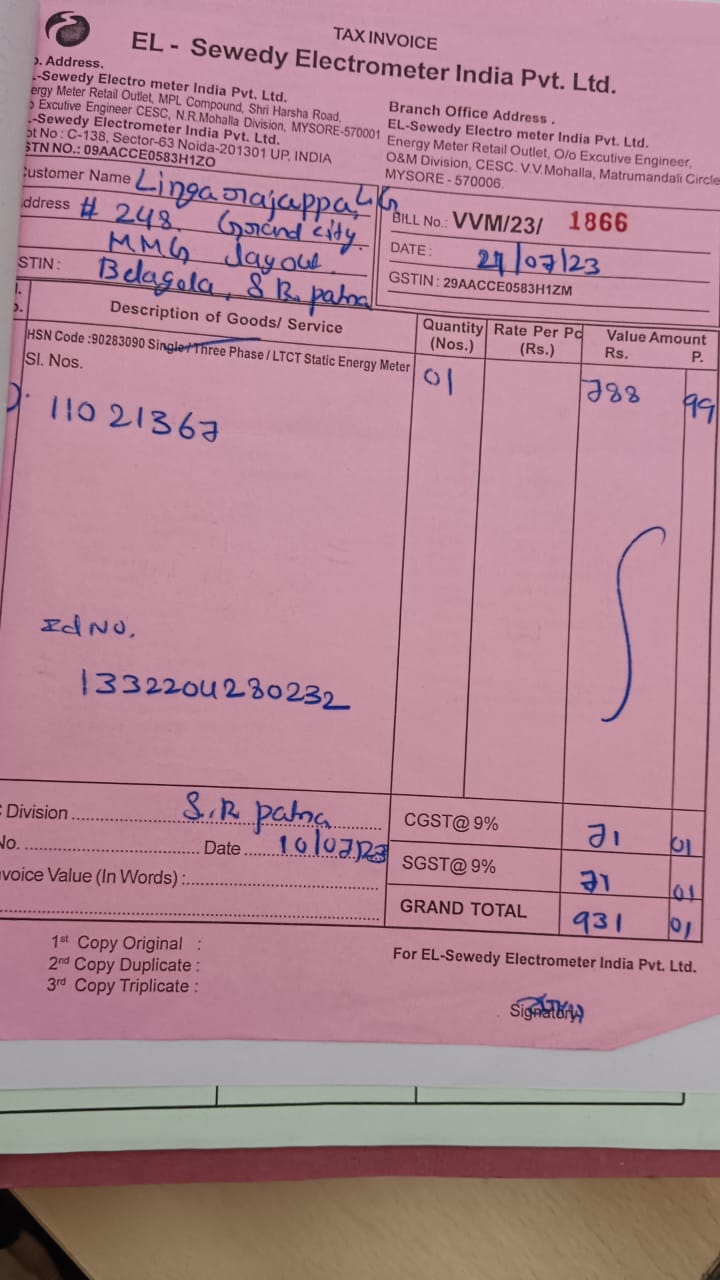 TAX INVOICE
EL - Sewedy Electrometer India Pvt. Ltd.
. Address.
-Sewedy Electro meter India Pvt. Ltd.
ergy Meter Retail Outlet, MPL Compound, Shri Harsha Road,
Excutive Engineer CESC, N.R.Mohalla Division, MYSORE-570001
-Sewedy Electrometer India Pvt. Ltd.
ot No : C-138, Sector-63 Noida-201301 UP, INDIA
STN NO.: 09AACCE0583H1ZO
Branch Office Address .
EL-Sewedy Electro meter India Pvt. Ltd.
Energy Meter Retail Outlet, O/o Excutive Engineer,
O&M Division, CESC. V.V.Mohalla, Matrumandali Circle
MYSORE - 570006.
ustomer Name Lingarajappa. LG
ddress # 248. Grand city.
MMG Layout
STIN : Belagola, S R. patna
BILL No.: VVM/23/ 1866
DATE : 27/07/23
GSTIN : 29AACCE0583H1ZM
Description of Goods/ Service
Quantity (Nos.)
Rate Per Pc (Rs.)
Value Amount
Rs. P.
HSN Code :90283090 Single / Three Phase / LTCT Static Energy Meter
Sl. Nos.
01 788 99
11021367
Id No.
1332204280232
Division S.R patna
No. Date 10/07/23
voice Value (In Words) :
CGST@ 9% 71 01
SGST@ 9% 71 01
GRAND TOTAL 931 01
1st Copy Original :
2nd Copy Duplicate :
3rd Copy Triplicate :
For EL-Sewedy Electrometer India Pvt. Ltd.
Signatory